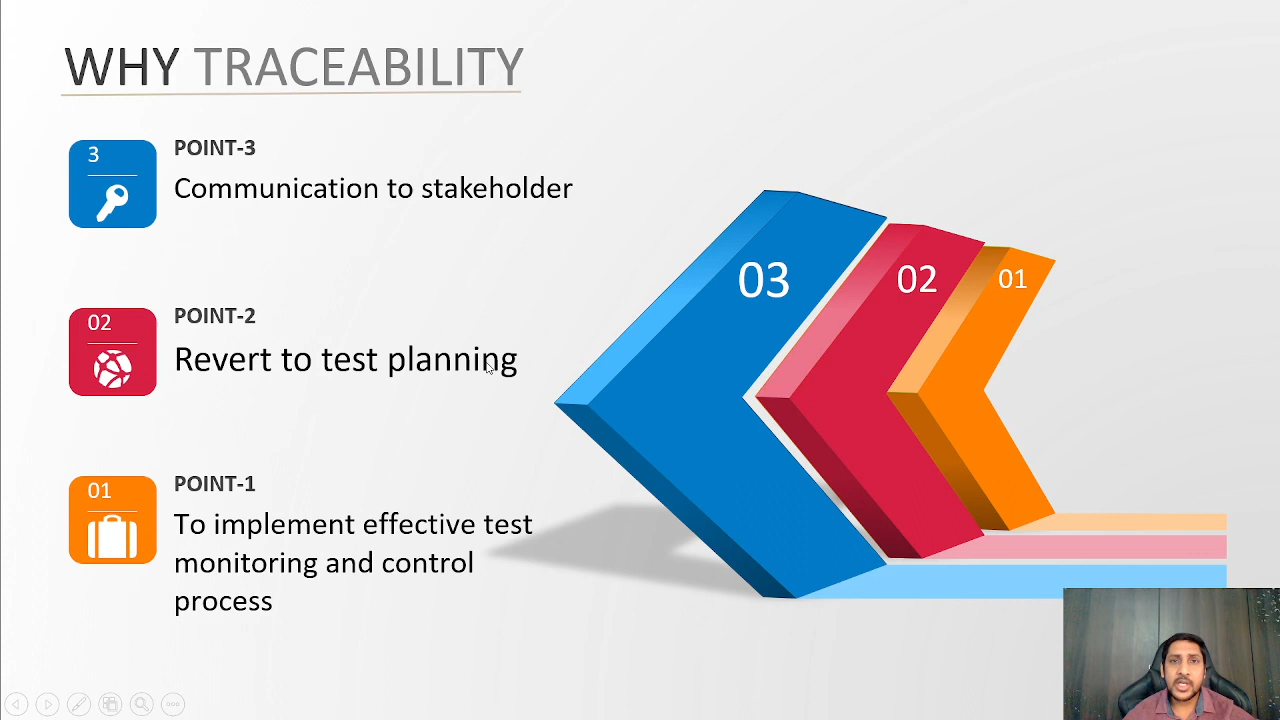 WHY TRACEABILITY
3
POINT-3
Communication to stakeholder
02
POINT-2
Revert to test planning
01
POINT-1
To implement effective test
monitoring and control
process
03
02
01